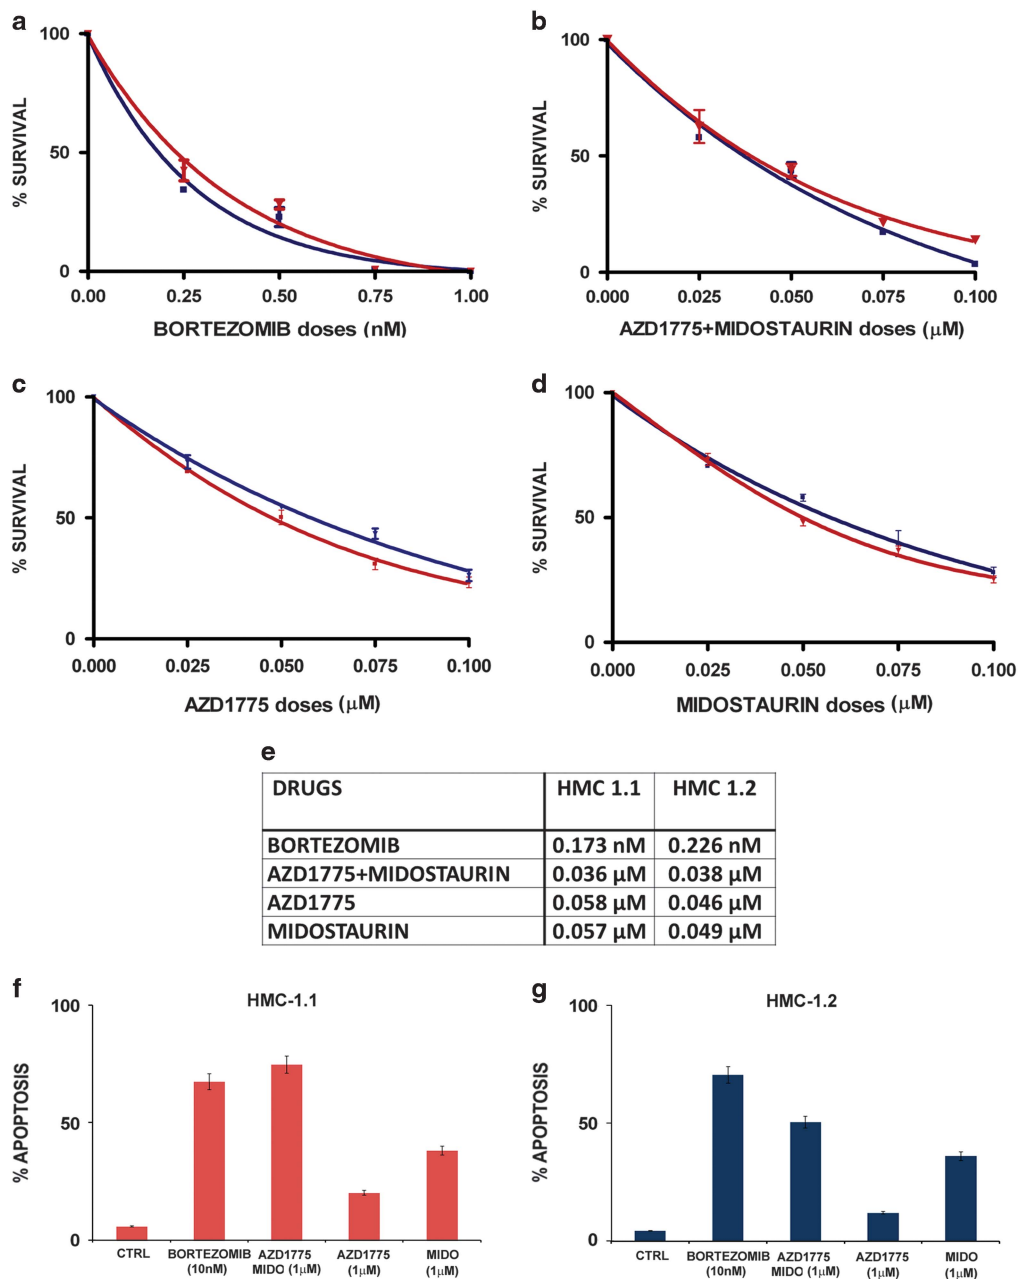 a
100
50
0
% SURVIVAL
0.00 0.25 0.50 0.75 1.00
BORTEZOMIB doses (nM)
b
100
50
0
% SURVIVAL
0.000 0.025 0.050 0.075 0.100
AZD1775+MIDOSTAURIN doses (μM)
c
100
50
0
% SURVIVAL
0.000 0.025 0.050 0.075 0.100
AZD1775 doses (μM)
d
100
50
0
% SURVIVAL
0.000 0.025 0.050 0.075 0.100
MIDOSTAURIN doses (μM)
e
DRUGS HMC 1.1 HMC 1.2
BORTEZOMIB 0.173 nM 0.226 nM
AZD1775+MIDOSTAURIN 0.036 μM 0.038 μM
AZD1775 0.058 μM 0.046 μM
MIDOSTAURIN 0.057 μM 0.049 μM
f
HMC-1.1
100
50
0
% APOPTOSIS
CTRL BORTEZOMIB AZD1775 AZD1775 MIDO
(10nM) MIDO (1μM) (1μM) (1μM)
g
HMC-1.2
100
50
0
% APOPTOSIS
CTRL BORTEZOMIB AZD1775 AZD1775 MIDO
(10nM) MIDO (1μM) (1μM) (1μM)